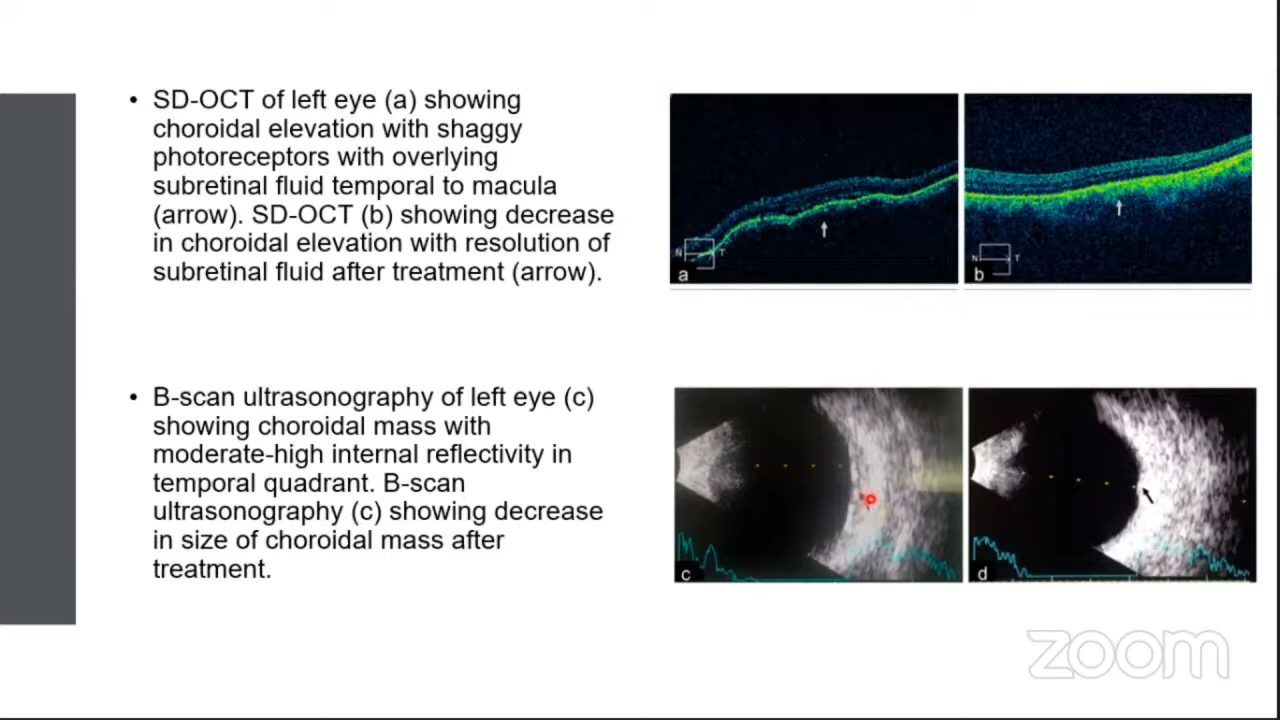 • SD-OCT of left eye (a) showing
choroidal elevation with shaggy
photoreceptors with overlying
subretinal fluid temporal to macula
(arrow). SD-OCT (b) showing decrease
in choroidal elevation with resolution of
subretinal fluid after treatment (arrow).
N T
a
N T
b
• B-scan ultrasonography of left eye (c)
showing choroidal mass with
moderate-high internal reflectivity in
temporal quadrant. B-scan
ultrasonography (c) showing decrease
in size of choroidal mass after
treatment.
c
d
zoom